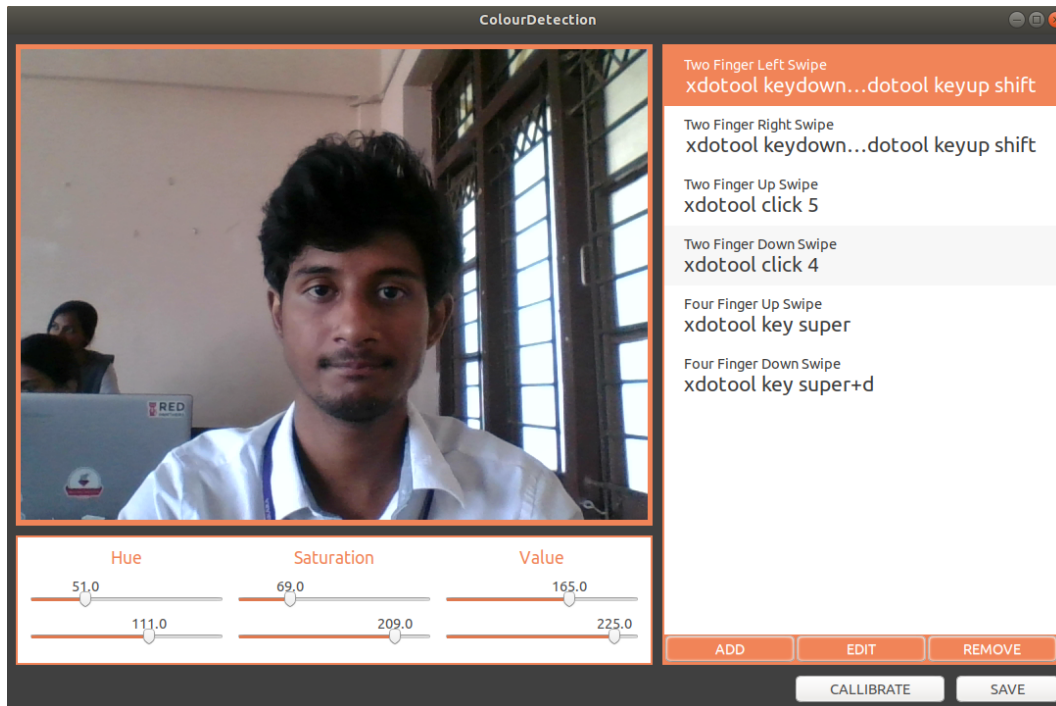 ColourDetection
RED
Two Finger Left Swipe
xdotool keydown...dotool keyup shift
Two Finger Right Swipe
xdotool keydown...dotool keyup shift
Two Finger Up Swipe
xdotool click 5
Two Finger Down Swipe
xdotool click 4
Four Finger Up Swipe
xdotool key super
Four Finger Down Swipe
xdotool key super+d
Hue Saturation Value
51.0 69.0 165.0
111.0 209.0 225.0
ADD EDIT REMOVE
CALLIBRATE SAVE